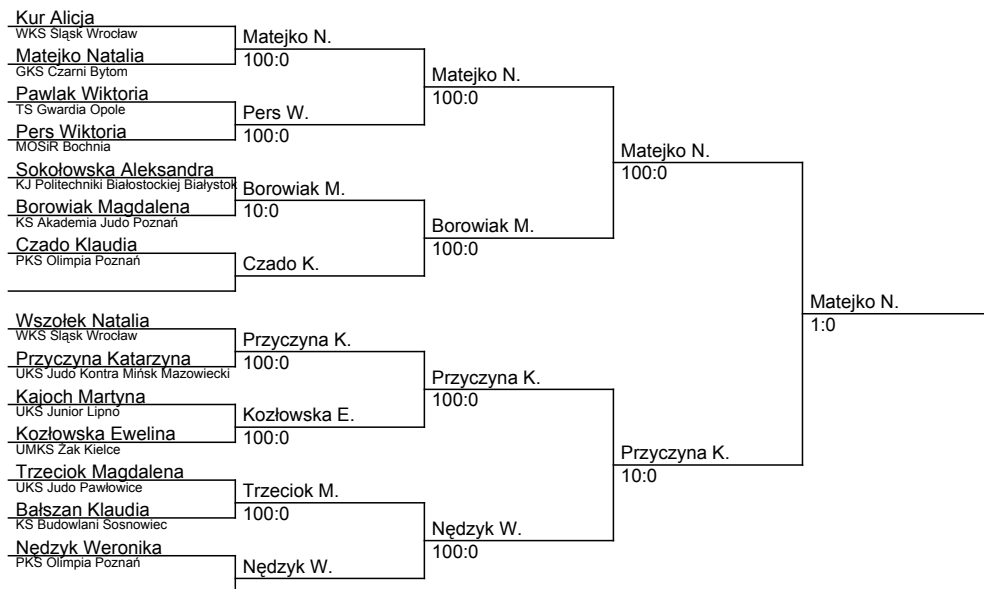 Kur Alicja
WKS Śląsk Wrocław
Matejko Natalia
GKS Czarni Bytom
Pawlak Wiktoria
TS Gwardia Opole
Pers Wiktoria
MOSiR Bochnia
Sokołowska Aleksandra
KJ Politechniki Białostockiej Białystok
Borowiak Magdalena
KS Akademia Judo Poznań
Czado Klaudia
PKS Olimpia Poznań
Wszołek Natalia
WKS Śląsk Wrocław
Przyczyna Katarzyna
UKS Judo Kontra Mińsk Mazowiecki
Kajoch Martyna
UKS Junior Lipno
Kozłowska Ewelina
UMKS Żak Kielce
Trzeciok Magdalena
UKS Judo Pawłowice
Bałszan Klaudia
KS Budowlani Sosnowiec
Nędzyk Weronika
PKS Olimpia Poznań
Matejko N.
100:0
Pers W.
100:0
Borowiak M.
10:0
Czado K.
Przyczyna K.
100:0
Kozłowska E.
100:0
Trzeciok M.
100:0
Nędzyk W.
Matejko N.
100:0
Borowiak M.
100:0
Przyczyna K.
100:0
Nędzyk W.
100:0
Matejko N.
100:0
Przyczyna K.
10:0
Matejko N.
1:0